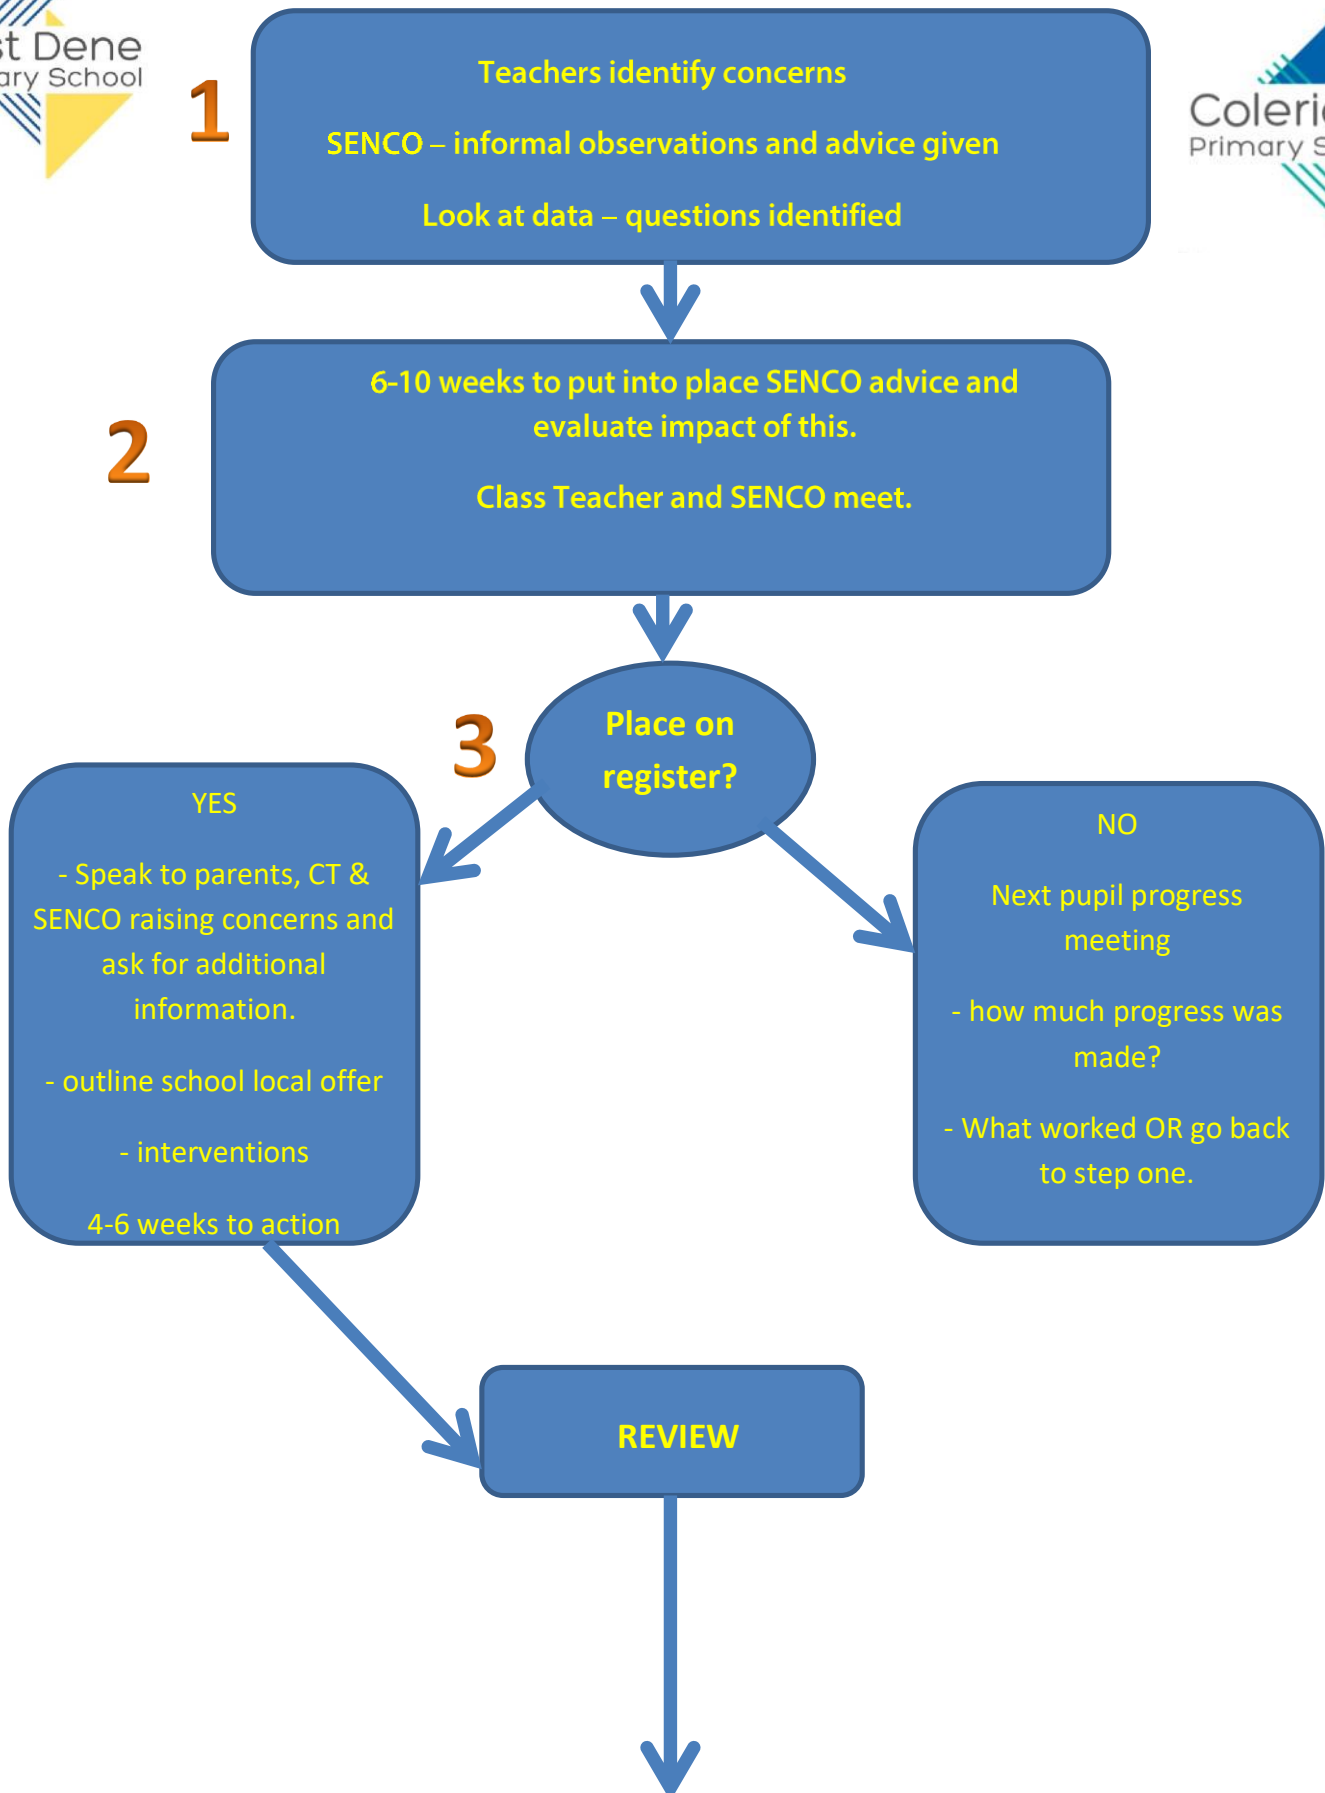 Dene
School
Primary
1
Teachers identify concerns
SENCO – informal observations and advice given
Look at data – questions identified
2
6-10 weeks to put into place SENCO advice and
evaluate impact of this.
Class Teacher and SENCO meet.
3
Place on
register?
YES
- Speak to parents, CT &
SENCO raising concerns and
ask for additional
information.
- outline school local offer
- interventions
4-6 weeks to action
NO
Next pupil progress
meeting
- how much progress was
made?
- What worked OR go back
to step one.
REVIEW